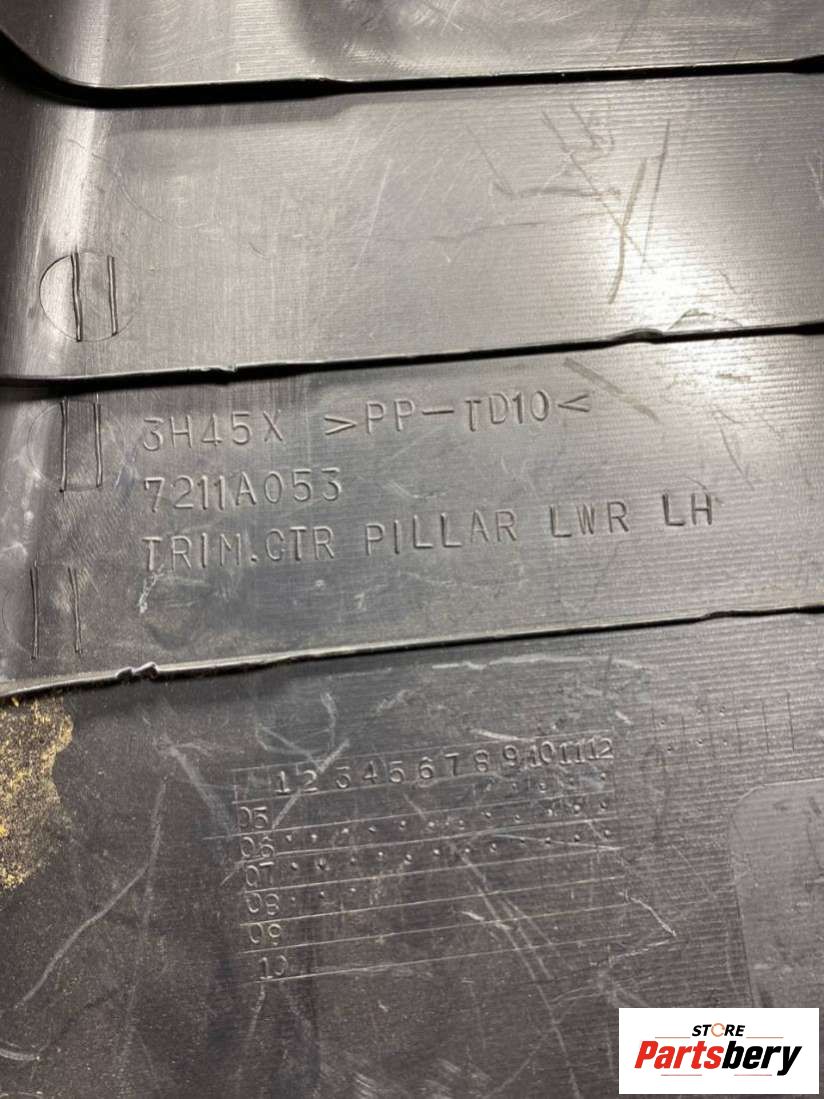 3H45X >PP-TD10<
7211A053
TRIM.CTR PILLAR LWR LH
1 2 3 4 5 6 7 8 9 10 11 12
05
06
07
08
09
10
STORE
Partsbery